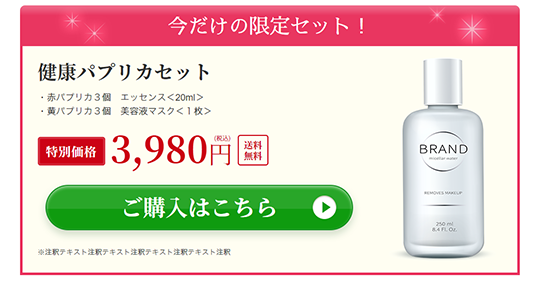 今だけの限定セット！
健康パプリカセット
・赤パプリカ３個　エッセンス＜20ml＞
・黄パプリカ３個　美容液マスク＜１枚＞
特別価格 3,980円 (税込) 送料無料
ご購入はこちら
※注釈テキスト注釈テキスト注釈テキスト注釈テキスト注釈
BRAND
micellar water
REMOVES MAKEUP
250 ml
8.4 Fl. Oz.